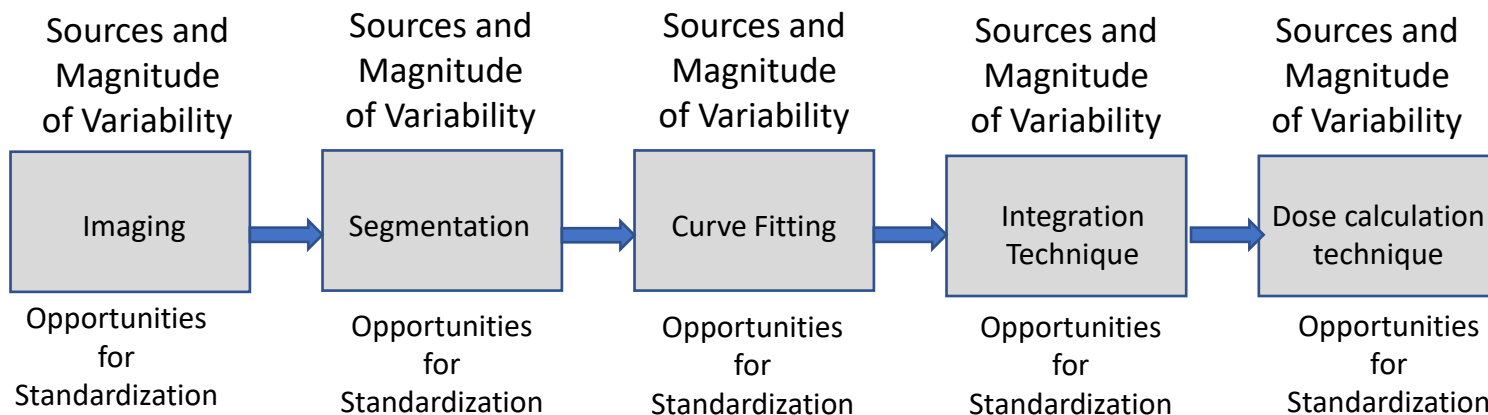 Sources and
Magnitude
of Variability
Sources and
Magnitude
of Variability
Sources and
Magnitude
of Variability
Sources and
Magnitude
of Variability
Sources and
Magnitude
of Variability
Imaging
Segmentation
Curve Fitting
Integration
Technique
Dose calculation
technique
Opportunities
for
Standardization
Opportunities
for
Standardization
Opportunities
for
Standardization
Opportunities
for
Standardization
Opportunities
for
Standardization